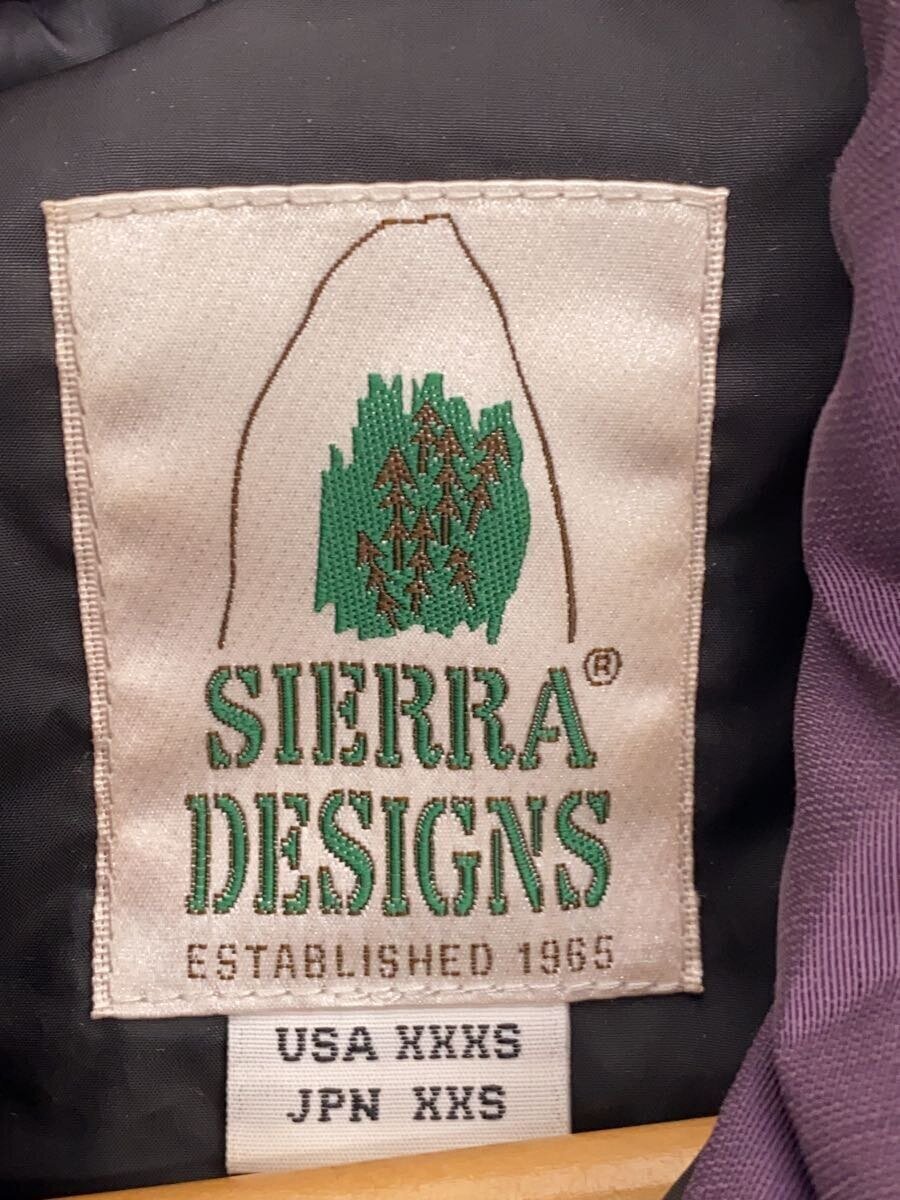 SIERRA®
DESIGNS
ESTABLISHED 1965
USA XXXS
JPN XXS